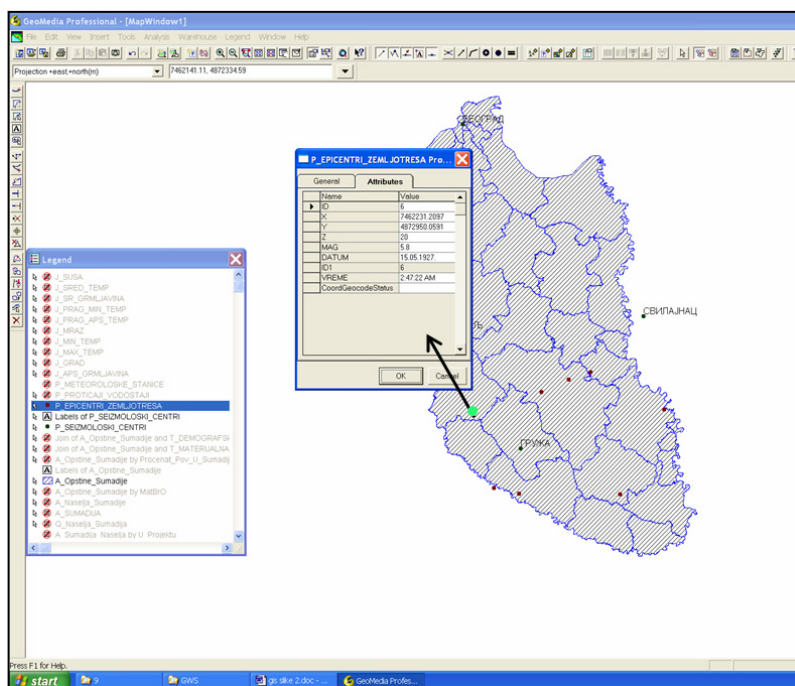 GeoMedia Professional - [MapWindow1]
File Edit View Insert Tools Analysis Warehouse Legend Window Help
Projection +east.+north(m) 7462141.11, 4872334.59
БЕОГРАД
P_EPICENTRI_ZEMLJOTRESA Pro...
General Attributes
Name Value
ID 6
X 7462231.2097
Y 4872950.0591
Z 20
MAG 5.8
DATUM 15.05.1927.
ID1 6
VREME 2:47:22 AM
CoordGeocodeStatus
OK Cancel
СВИЛАЈНАЦ
ГРУЖА
Legend
J_SUSA
J_SRED_TEMP
J_SR_GRMLJAVINA
J_PRAG_MIN_TEMP
J_PRAG_APS_TEMP
J_MRAZ
J_MIN_TEMP
J_MAX_TEMP
J_GRAD
J_APS_GRMLJAVINA
P_METEOROLOSKE_STANICE
P_PROTICAJI_VODOSTAJI
P_EPICENTRI_ZEMLJOTRESA
Labels of P_SEIZMOLOSKI_CENTRI
P_SEIZMOLOSKI_CENTRI
Join of A_Opstine_Sumadije and T_DEMOGRAFSK
Join of A_Opstine_Sumadije and T_MATERIJALNA
A_Opstine_Sumadije by Procenat_Pov_U_Sumadij
Labels of A_Opstine_Sumadije
A_Opstine_Sumadije
A_Opstine_Sumadije by MatBrO
A_Naselja_Sumadije
A_SUMADIJA
Q_Naselja_Sumadija
A_Sumadija_Naselja by U_Projektu
Press F1 for Help.
start 9 GWS gis slike 2.doc - ... GeoMedia Profes...